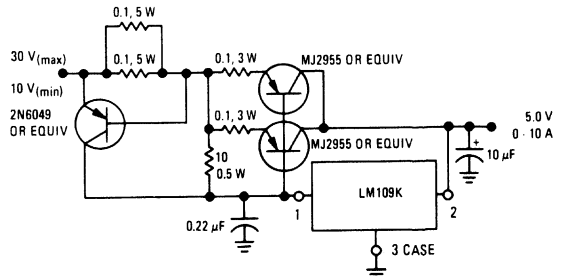 0.1, 5 W
30 V(max)
0.1, 5 W
0.1, 3 W
MJ2955 OR EQUIV
10 V(min)
2N6049
OR EQUIV
0.1, 3 W
MJ2955 OR EQUIV
5.0 V
0 - 10 A
10
0.5 W
+
10 μF
LM109K
1
2
0.22 μF
3 CASE